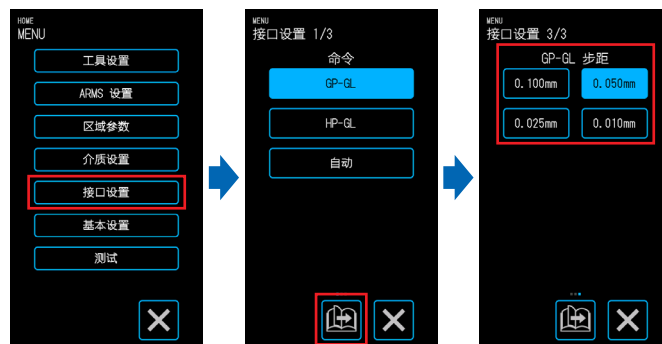 HOME
MENU
工具设置
ARMS 设置
区域参数
介质设置
接口设置
基本设置
测试
MENU
接口设置 1/3
命令
GP-GL
HP-GL
自动
MENU
接口设置 3/3
GP-GL 步距
0.100mm
0.050mm
0.025mm
0.010mm